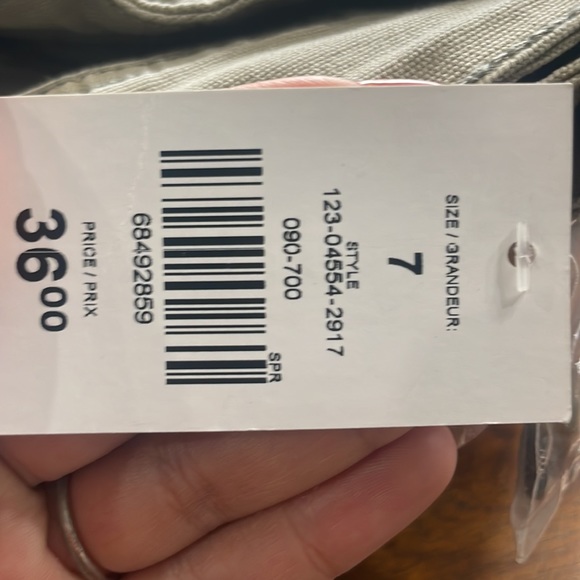 SIZE / GRANDEUR:
7
STYLE
123-04554-2917
090-700
SPR
68492859
PRICE / PRIX
36.00